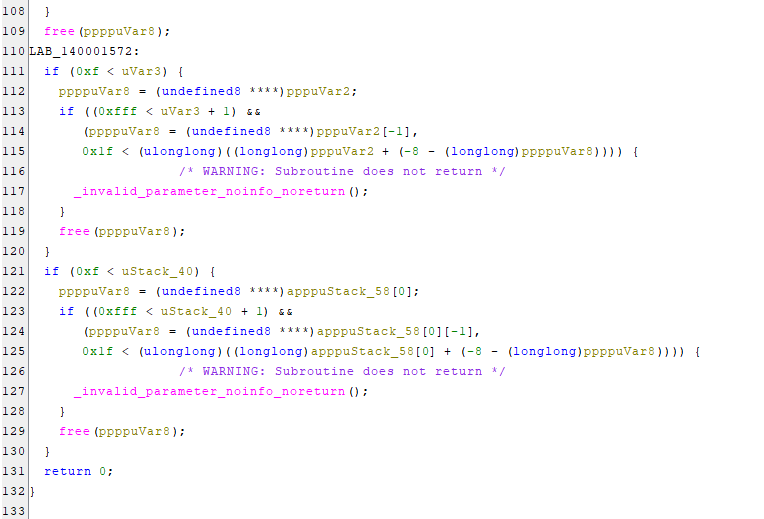 108 }
109 free(ppppuVar8);
110 LAB_140001572:
111 if (0xf < uVar3) {
112 ppppuVar8 = (undefined8 ****)pppuVar2;
113 if ((0xfff < uVar3 + 1) &&
114 (ppppuVar8 = (undefined8 ****)pppuVar2[-1],
115 0x1f < (ulonglong)((longlong)pppuVar2 + (-8 - (longlong)ppppuVar8)))) {
116 /* WARNING: Subroutine does not return */
117 _invalid_parameter_noinfo_noreturn();
118 }
119 free(ppppuVar8);
120 }
121 if (0xf < uStack_40) {
122 ppppuVar8 = (undefined8 ****)apppuStack_58[0];
123 if ((0xfff < uStack_40 + 1) &&
124 (ppppuVar8 = (undefined8 ****)apppuStack_58[0][-1],
125 0x1f < (ulonglong)((longlong)apppuStack_58[0] + (-8 - (longlong)ppppuVar8)))) {
126 /* WARNING: Subroutine does not return */
127 _invalid_parameter_noinfo_noreturn();
128 }
129 free(ppppuVar8);
130 }
131 return 0;
132 }
133